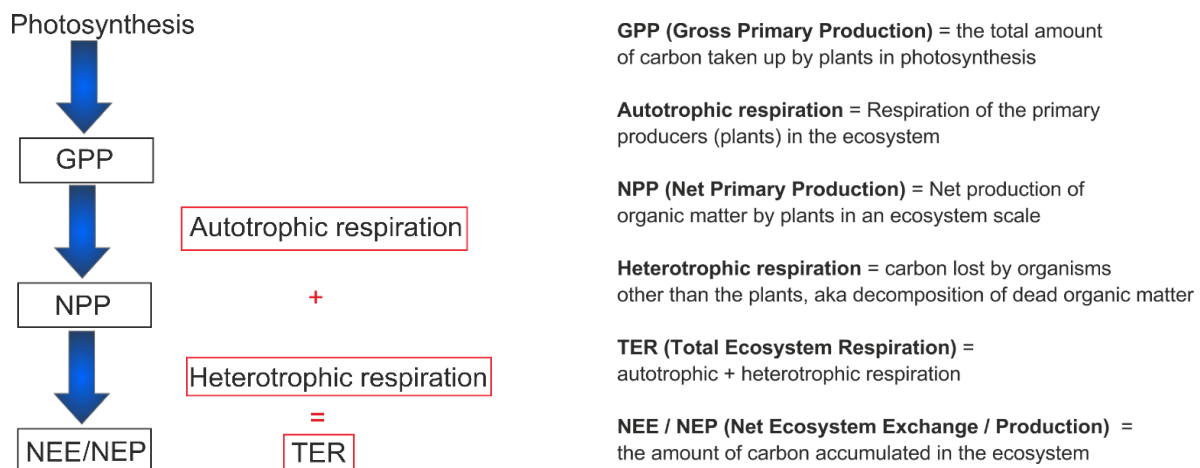 Photosynthesis
GPP
Autotrophic respiration
NPP
+
Heterotrophic respiration
=
NEE/NEP
TER
GPP (Gross Primary Production) = the total amount
of carbon taken up by plants in photosynthesis
Autotrophic respiration = Respiration of the primary
producers (plants) in the ecosystem
NPP (Net Primary Production) = Net production of
organic matter by plants in an ecosystem scale
Heterotrophic respiration = carbon lost by organisms
other than the plants, aka decomposition of dead organic matter
TER (Total Ecosystem Respiration) =
autotrophic + heterotrophic respiration
NEE / NEP (Net Ecosystem Exchange / Production) =
the amount of carbon accumulated in the ecosystem